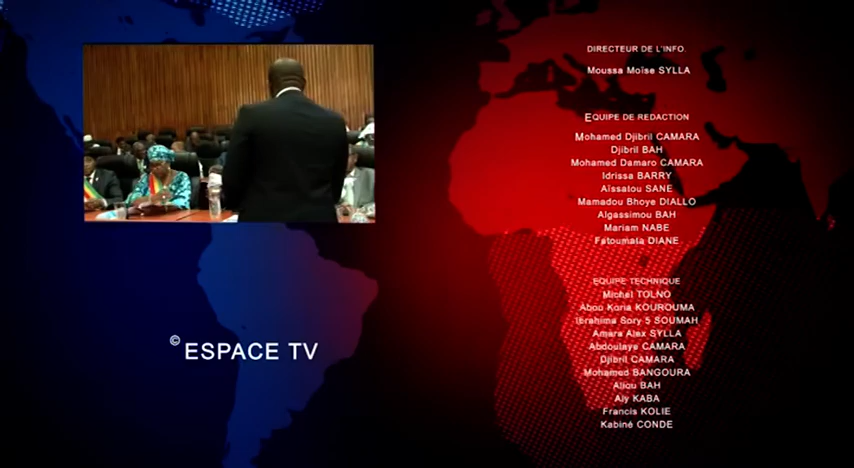 DIRECTEUR DE L'INFO.
Moussa Moïse SYLLA
EQUIPE DE REDACTION
Mohamed Djibril CAMARA
Djibril BAH
Mohamed Damaro CAMARA
Idrissa BARRY
Aïssatou SANE
Mamadou Bhoye DIALLO
Algassimou BAH
Mariam NABE
Fatoumata DIANE
EQUIPE TECHNIQUE
Michel TOLNO
Abou Karia KOUROUMA
Ibrahima Sory 5 SOUMAH
Amara Alex SYLLA
Abdoulaye CAMARA
Djibril CAMARA
Mohamed BANGOURA
Aliou BAH
Aly KABA
Francis KOLIE
Kabiné CONDE
© ESPACE TV